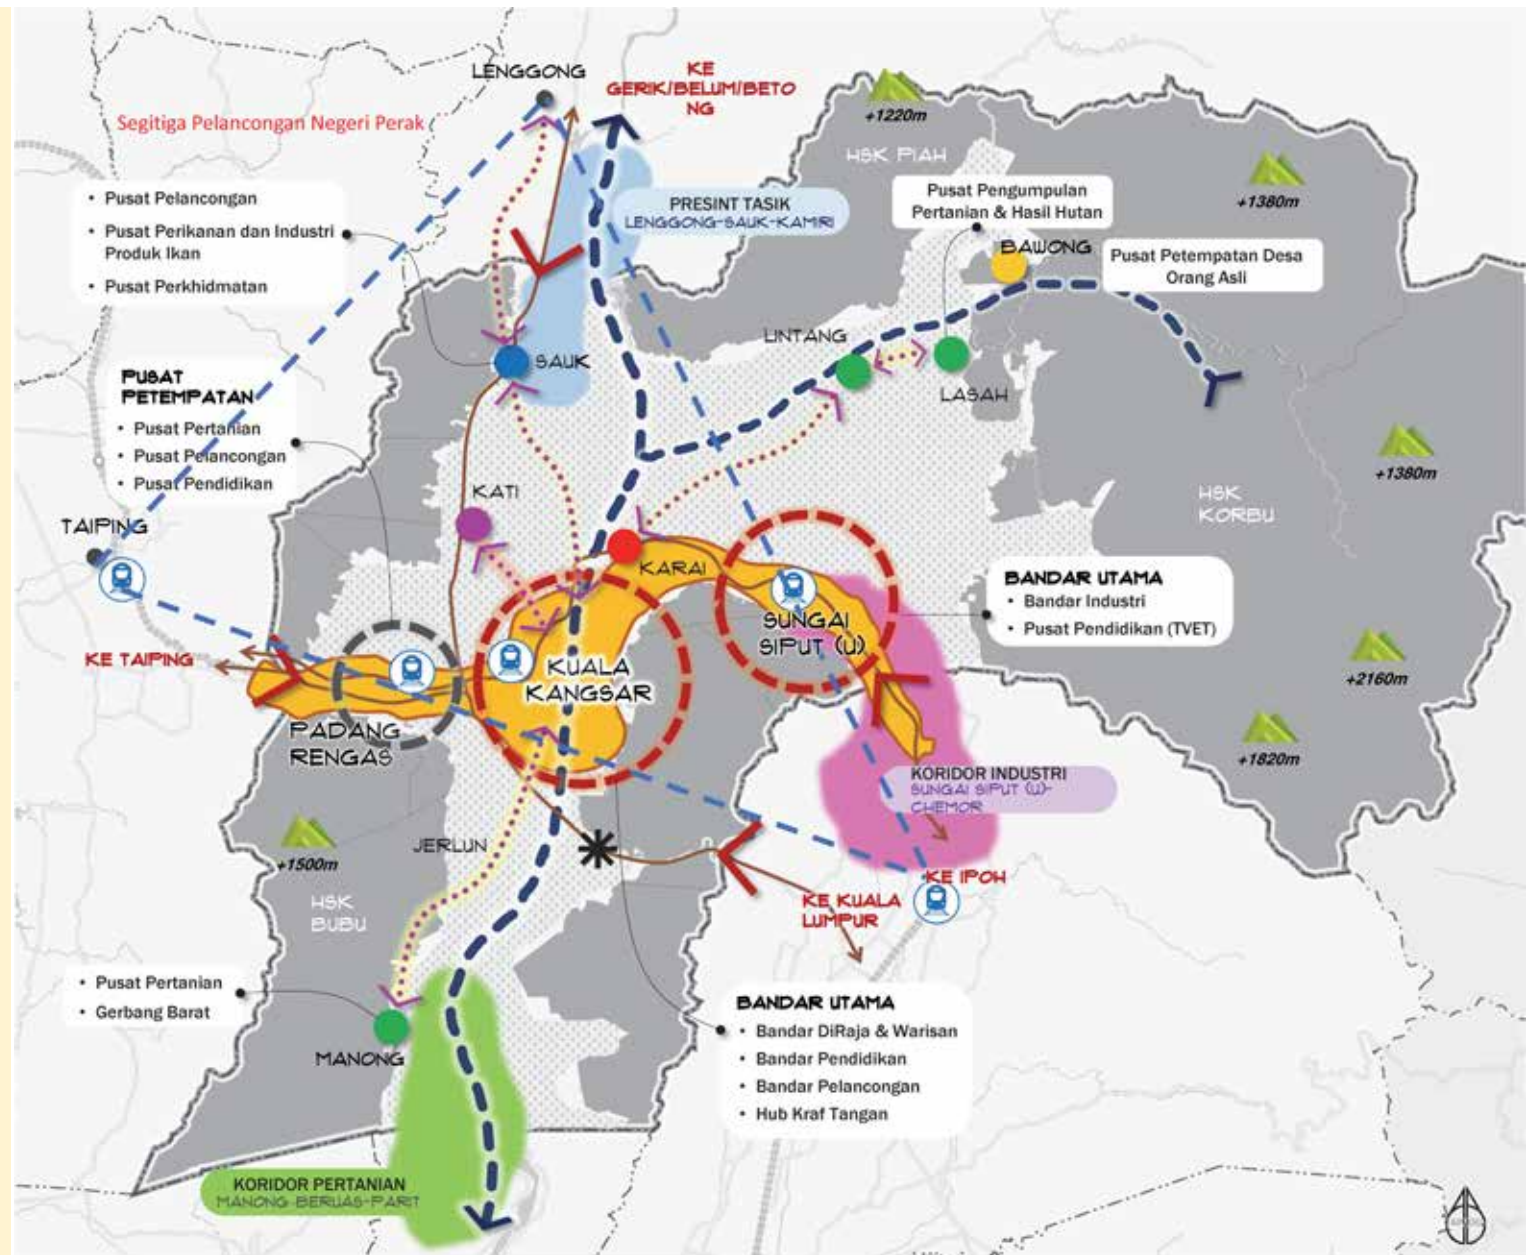 LENGGONG
KE
GERIK/BELUM/BETO
NG
Segitiga Pelancongan Negeri Perak
+1220m
HSK PIAH
+1380m
• Pusat Pelancongan
• Pusat Perikanan dan Industri
Produk Ikan
• Pusat Perkhidmatan
PRESINT TASIK
LENGGONG-SAUK-KAMIRI
Pusat Pengumpulan
Pertanian & Hasil Hutan
BAWONG
Pusat Petempatan Desa
Orang Asli
LINTANG
SAUK
LASAH
PUSAT
PETEMPATAN
• Pusat Pertanian
• Pusat Pelancongan
• Pusat Pendidikan
+1380m
KATI
HSK
KORBU
TAIPING
KARAI
BANDAR UTAMA
• Bandar Industri
• Pusat Pendidikan (TVET)
SUNGAI
SIPUT (U)
KE TAIPING
KUALA
KANGSAR
+2160m
PADANG
RENGAS
+1820m
KORIDOR INDUSTRI
SUNGAI SIPUT (U)-
CHEMOR
JERLUN
+1500m
KE IPOH
KE KUALA
LUMPUR
HSK
BUBU
• Pusat Pertanian
• Gerbang Barat
BANDAR UTAMA
• Bandar DiRaja & Warisan
• Bandar Pendidikan
• Bandar Pelancongan
• Hub Kraf Tangan
MANONG
KORIDOR PERTANIAN
MANONG-BERUAS-PARIT